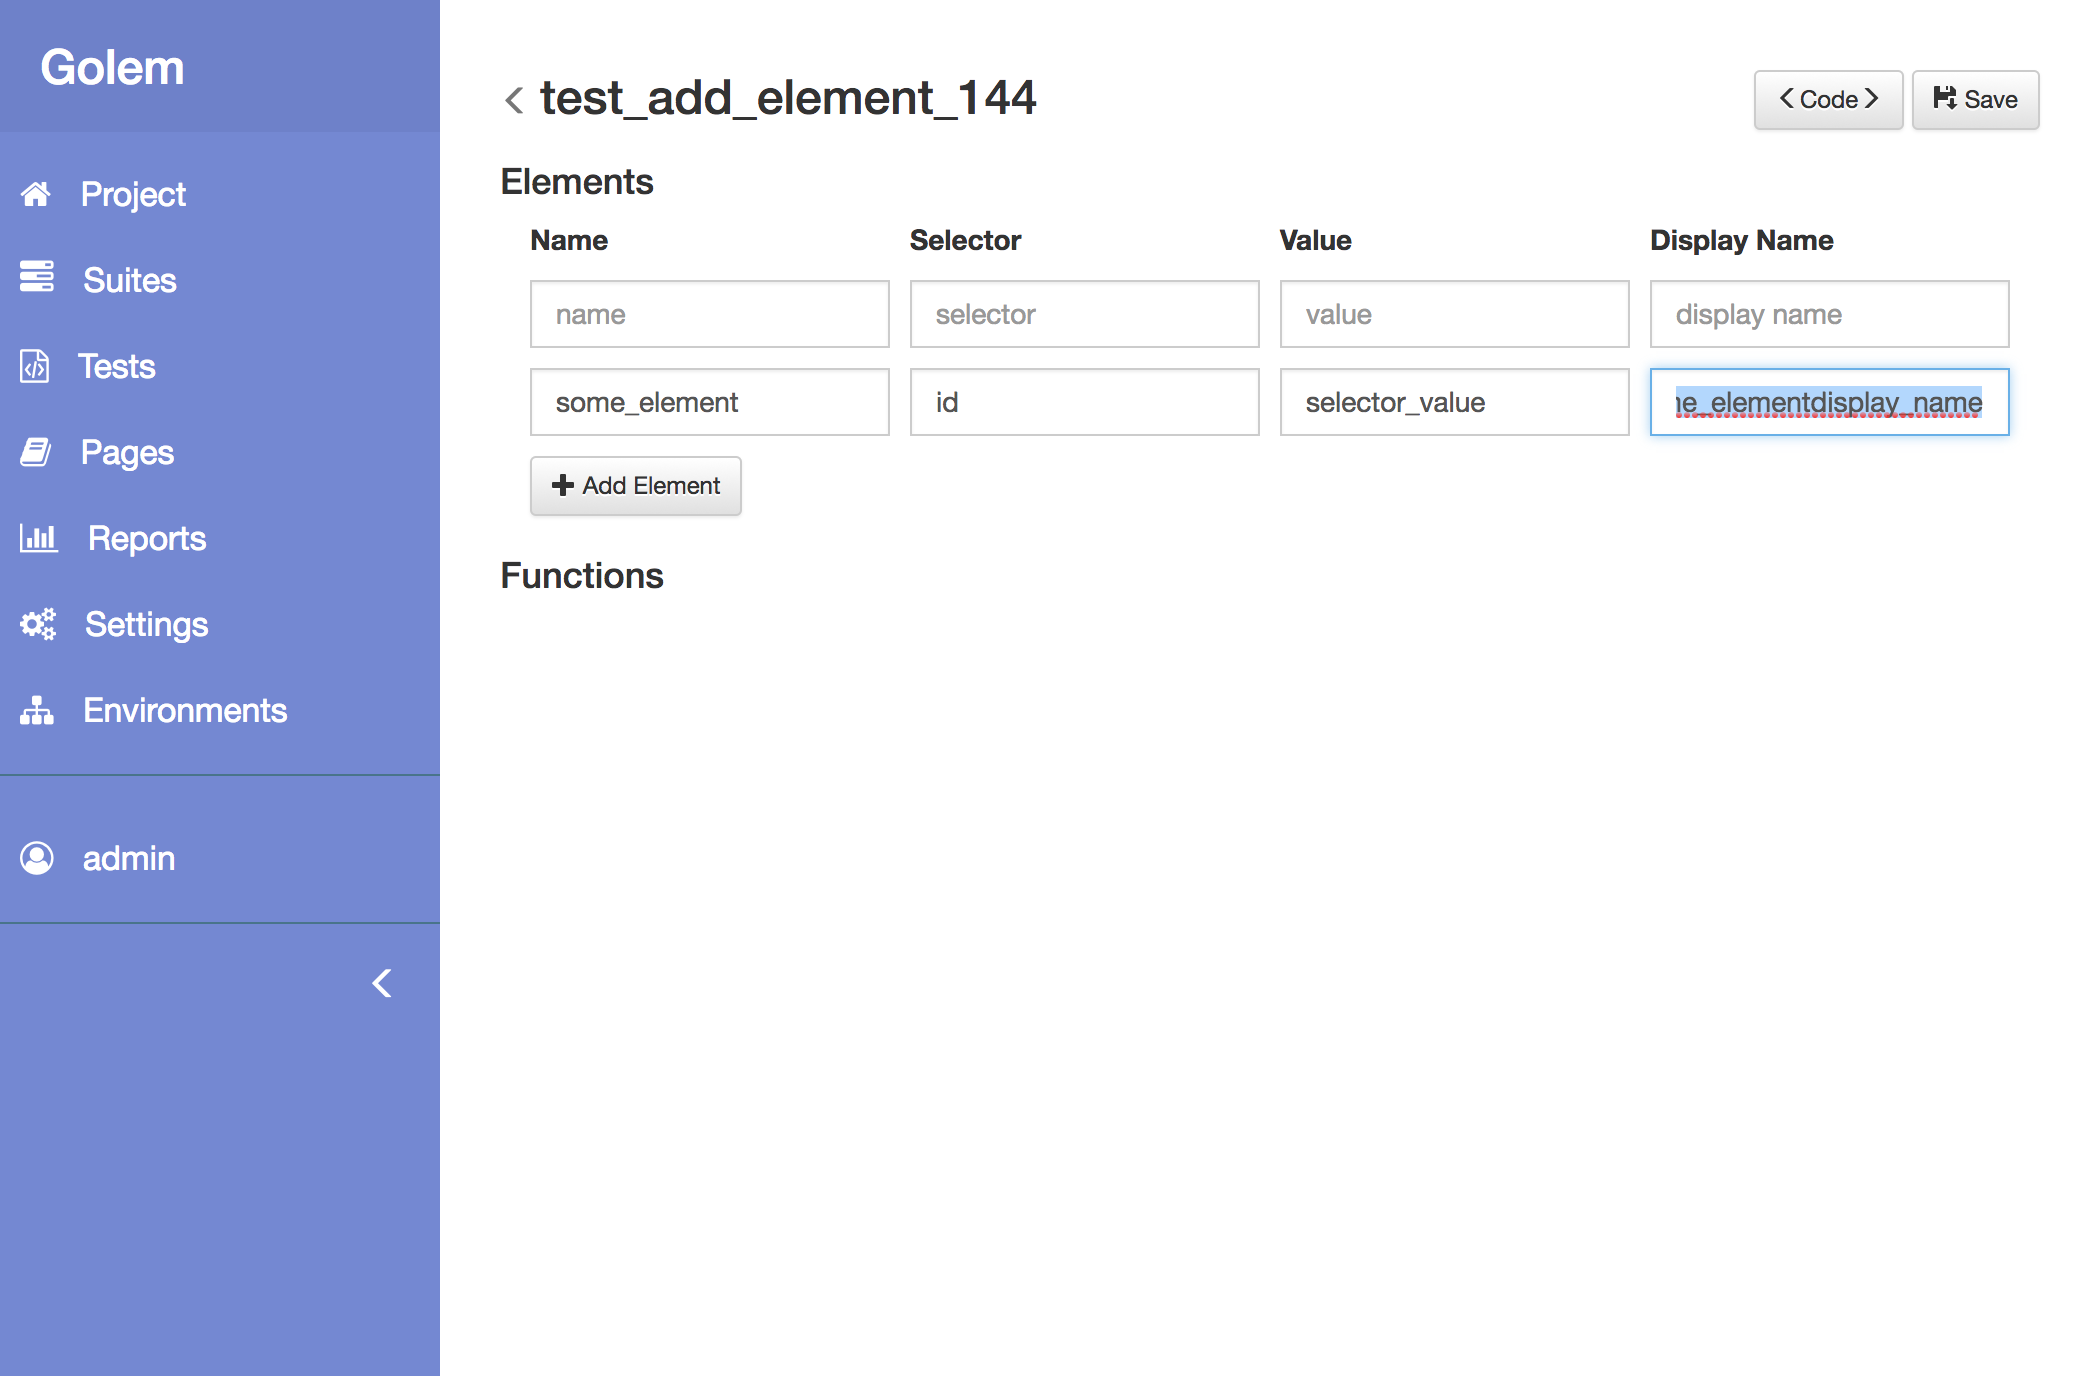 Golem
Project
Suites
Tests
Pages
Reports
Settings
Environments
admin
test_add_element_144
Code
Save
Elements
Name Selector Value Display Name
name selector value display name
some_element id selector_value e_elementdisplay_name
Add Element
Functions